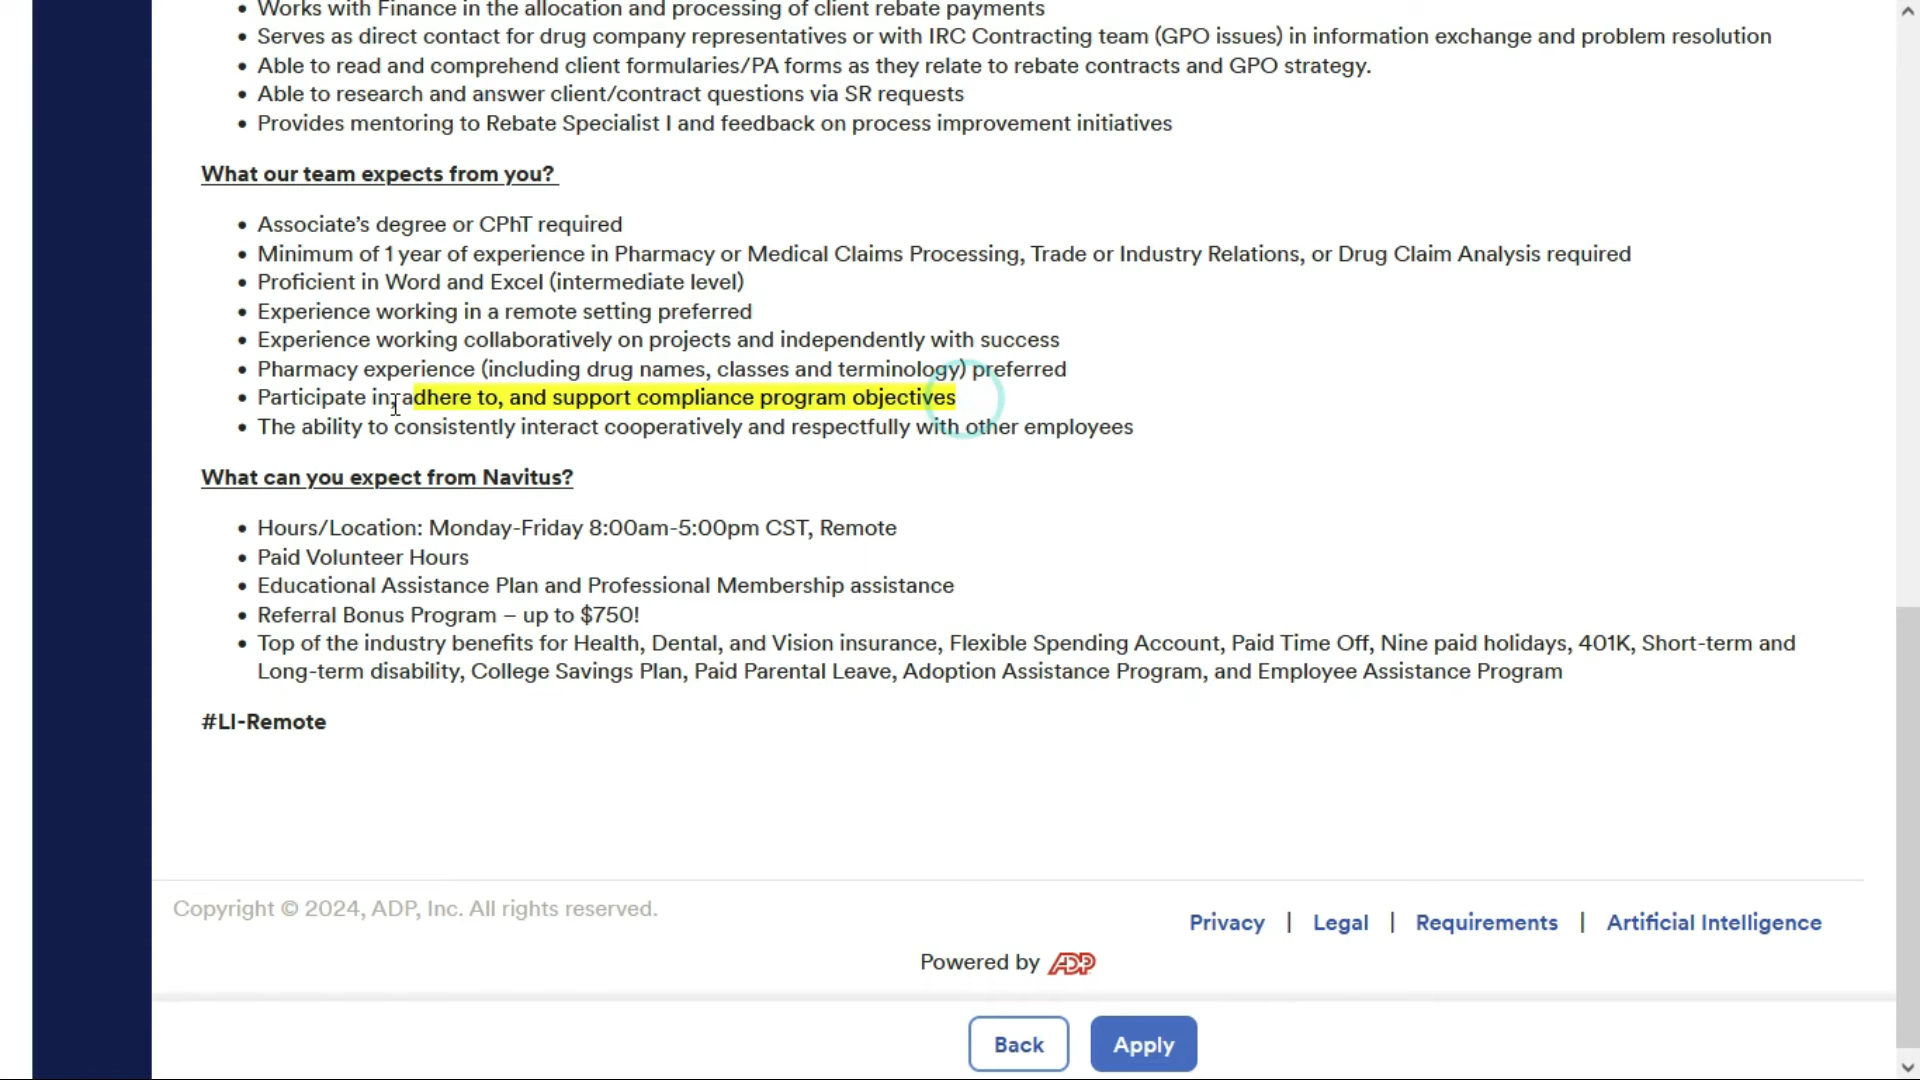 Works with Finance in the allocation and processing of client rebate payments
Serves as direct contact for drug company representatives or with IRC Contracting team (GPO issues) in information exchange and problem resolution
Able to read and comprehend client formularies/PA forms as they relate to rebate contracts and GPO strategy.
Able to research and answer client/contract questions via SR requests
Provides mentoring to Rebate Specialist I and feedback on process improvement initiatives
What our team expects from you?
Associate’s degree or CPhT required
Minimum of 1 year of experience in Pharmacy or Medical Claims Processing, Trade or Industry Relations, or Drug Claim Analysis required
Proficient in Word and Excel (intermediate level)
Experience working in a remote setting preferred
Experience working collaboratively on projects and independently with success
Pharmacy experience (including drug names, classes and terminology) preferred
Participate in, adhere to, and support compliance program objectives
The ability to consistently interact cooperatively and respectfully with other employees
What can you expect from Navitus?
Hours/Location: Monday-Friday 8:00am-5:00pm CST, Remote
Paid Volunteer Hours
Educational Assistance Plan and Professional Membership assistance
Referral Bonus Program – up to $750!
Top of the industry benefits for Health, Dental, and Vision insurance, Flexible Spending Account, Paid Time Off, Nine paid holidays, 401K, Short-term and
Long-term disability, College Savings Plan, Paid Parental Leave, Adoption Assistance Program, and Employee Assistance Program
#LI-Remote
Copyright © 2024, ADP, Inc. All rights reserved.
Privacy | Legal | Requirements | Artificial Intelligence
Powered by ADP
Back Apply